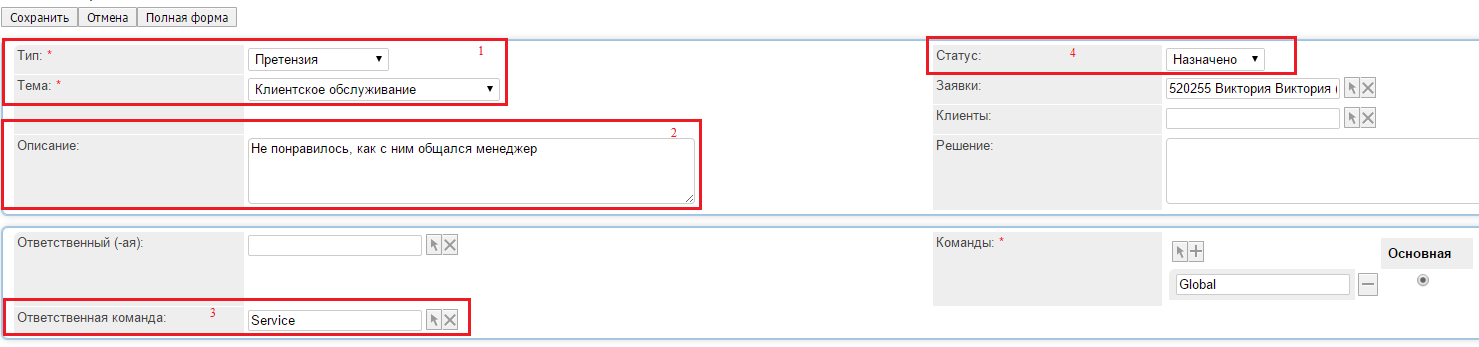 Сохранить Отмена Полная форма
Тип: * Претензия 1 Статус: 4 Назначено
Тема: * Клиентское обслуживание Заявки: 520255 Виктория Виктория (
Клиенты:
2
Описание: Не понравилось, как с ним общался менеджер Решение:
Ответственный (-ая): Команды: *
Основная
Global
Ответственная команда: 3 Service